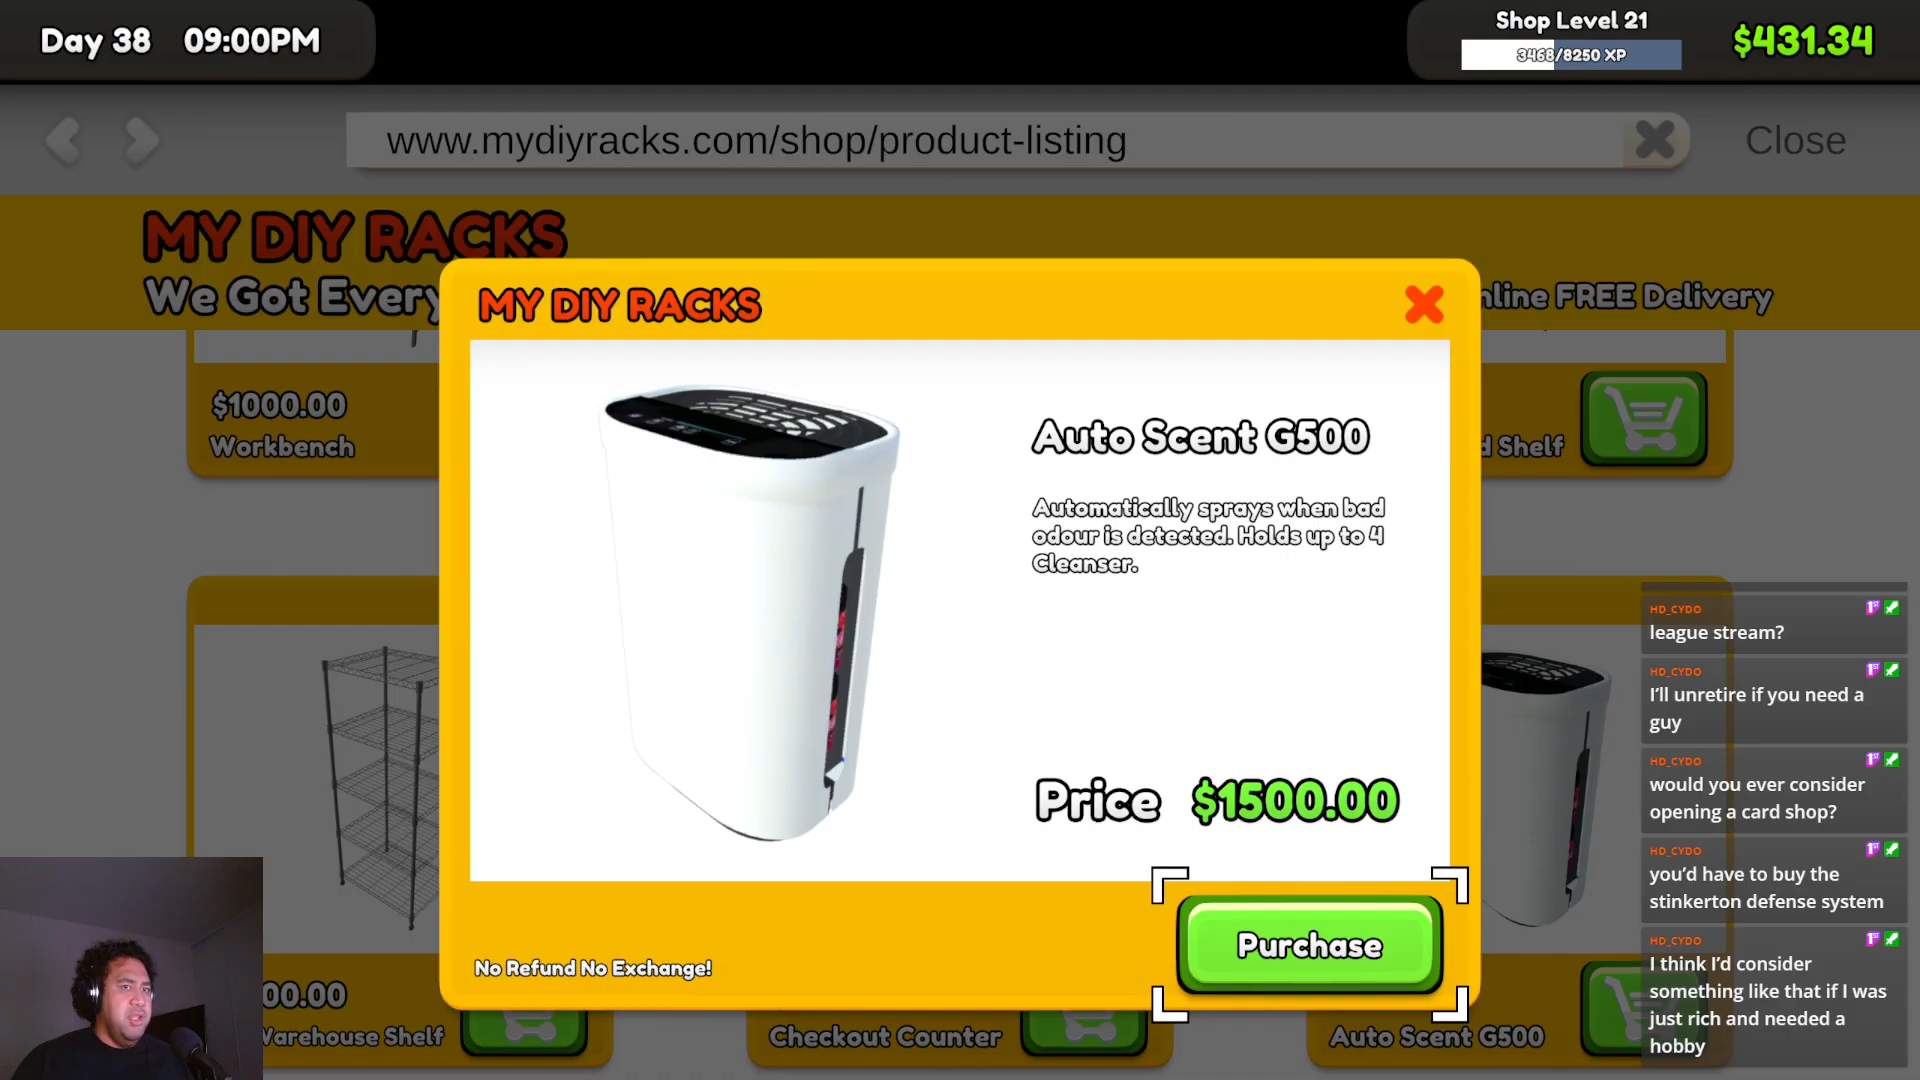 Day 38 09:00PM
Shop Level 21
3468/8250 XP
$431.34
www.mydiyracks.com/shop/product-listing
Close
MY DIY RACKS
We Got Every
nline FREE Delivery
MY DIY RACKS
$1000.00
Workbench
d Shelf
Auto Scent G500
Automatically sprays when bad
odour is detected. Holds up to 4
Cleanser.
Price $1500.00
Purchase
No Refund No Exchange!
00.00
Warehouse Shelf
Checkout Counter
Auto Scent G500
HD_CYDO
league stream?
HD_CYDO
I'll unretire if you need a
guy
HD_CYDO
would you ever consider
opening a card shop?
HD_CYDO
you'd have to buy the
stinkerton defense system
HD_CYDO
I think I'd consider
something like that if I was
just rich and needed a
hobby